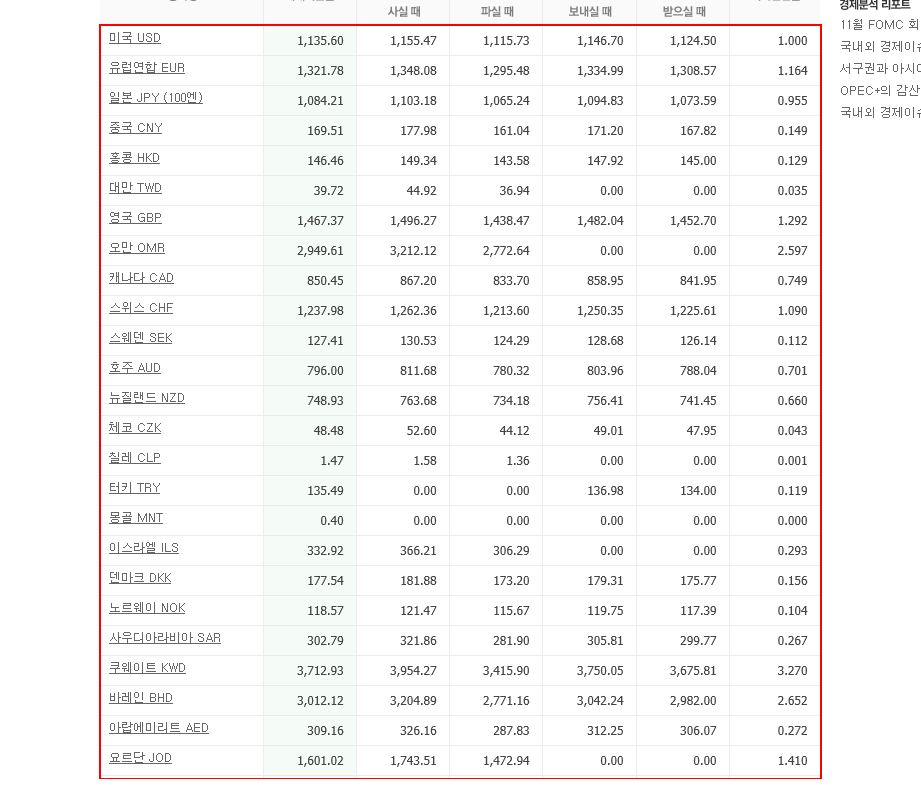 사실 때 파실 때 보내실 때 받으실 때
미국 USD 1,135.60 1,155.47 1,115.73 1,146.70 1,124.50 1.000
유럽연합 EUR 1,321.78 1,348.08 1,295.48 1,334.99 1,308.57 1.164
일본 JPY (100엔) 1,084.21 1,103.18 1,065.24 1,094.83 1,073.59 0.955
중국 CNY 169.51 177.98 161.04 171.20 167.82 0.149
홍콩 HKD 146.46 149.34 143.58 147.92 145.00 0.129
대만 TWD 39.72 44.92 36.94 0.00 0.00 0.035
영국 GBP 1,467.37 1,496.27 1,438.47 1,482.04 1,452.70 1.292
오만 OMR 2,949.61 3,212.12 2,772.64 0.00 0.00 2.597
캐나다 CAD 850.45 867.20 833.70 858.95 841.95 0.749
스위스 CHF 1,237.98 1,262.36 1,213.60 1,250.35 1,225.61 1.090
스웨덴 SEK 127.41 130.53 124.29 128.68 126.14 0.112
호주 AUD 796.00 811.68 780.32 803.96 788.04 0.701
뉴질랜드 NZD 748.93 763.68 734.18 756.41 741.45 0.660
체코 CZK 48.48 52.60 44.12 49.01 47.95 0.043
칠레 CLP 1.47 1.58 1.36 0.00 0.00 0.001
터키 TRY 135.49 0.00 0.00 136.98 134.00 0.119
몽골 MNT 0.40 0.00 0.00 0.00 0.00 0.000
이스라엘 ILS 332.92 366.21 306.29 0.00 0.00 0.293
덴마크 DKK 177.54 181.88 173.20 179.31 175.77 0.156
노르웨이 NOK 118.57 121.47 115.67 119.75 117.39 0.104
사우디아라비아 SAR 302.79 321.86 281.90 305.81 299.77 0.267
쿠웨이트 KWD 3,712.93 3,954.27 3,415.90 3,750.05 3,675.81 3.270
바레인 BHD 3,012.12 3,204.89 2,771.16 3,042.24 2,982.00 2.652
아랍에미리트 AED 309.16 326.16 287.83 312.25 306.07 0.272
요르단 JOD 1,601.02 1,743.51 1,472.94 0.00 0.00 1.410
경제분석 리포트
11월 FOMC 회
국내외 경제이슈
서구권과 아시아
OPEC+의 감산
국내외 경제이슈